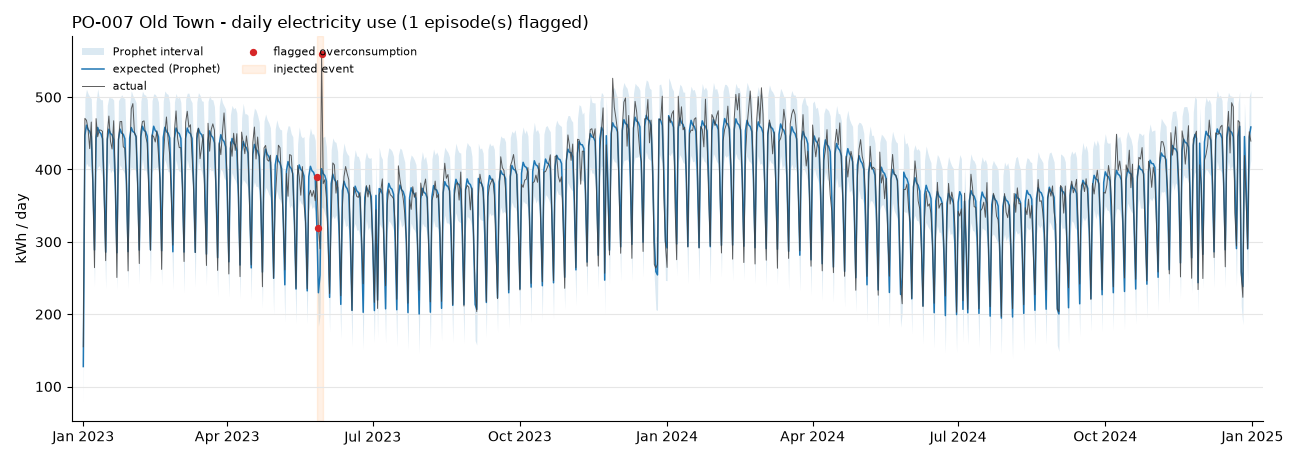 PO-007 Old Town - daily electricity use (1 episode(s) flagged)
Prophet interval
expected (Prophet)
actual
flagged overconsumption
injected event
kWh / day
500
400
300
200
100
Jan 2023
Apr 2023
Jul 2023
Oct 2023
Jan 2024
Apr 2024
Jul 2024
Oct 2024
Jan 2025